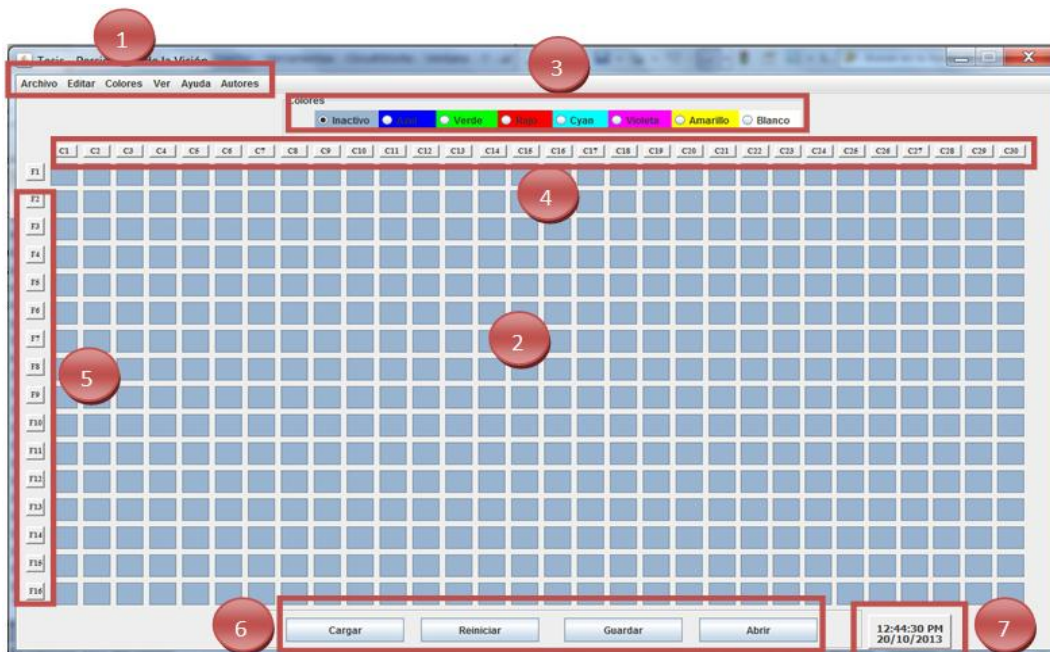 1
3
Tesis
de la Visión
Archivo Editar Colores Ver Ayuda Autores
Colores
Inactivo Azul Verde Rojo Cyan Violeta Amarillo Blanco
C1 C2 C3 C4 C5 C6 C7 C8 C9 C10 C11 C12 C13 C14 C15 C16 C17 C18 C19 C20 C21 C22 C23 C24 C25 C26 C27 C28 C29 C30
F1
4
F2
F3
F4
F5
F6
2
F7
F8
5
F9
F10
F11
F12
F13
F14
F15
F16
6
Cargar Reiniciar Guardar Abrir
12:44:30 PM
20/10/2013
7